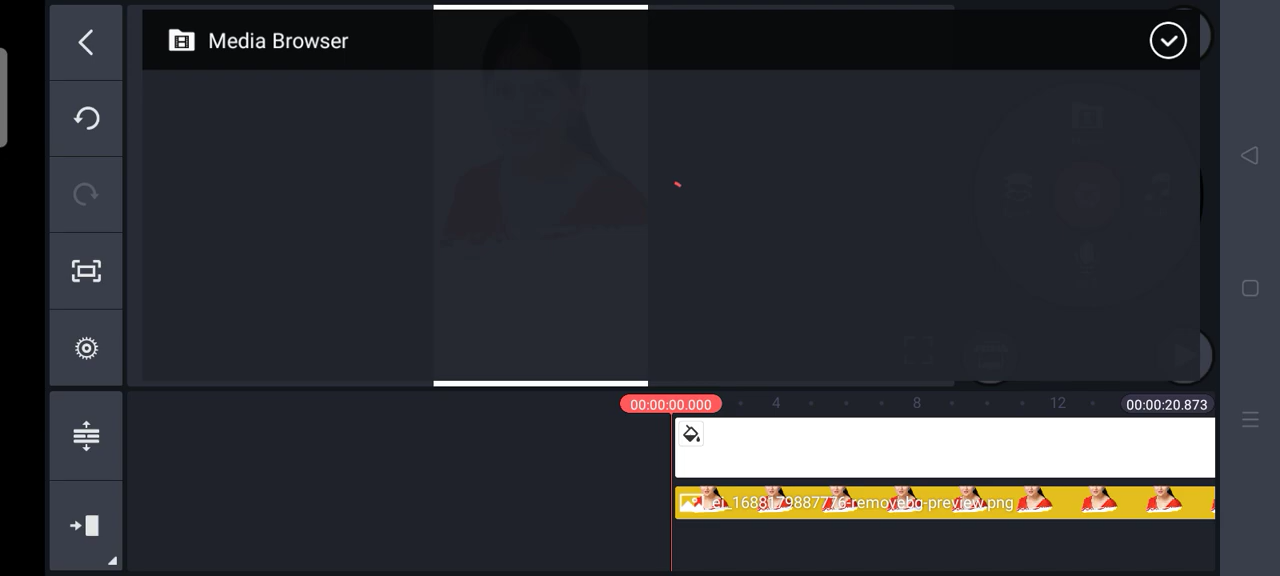 Media Browser
00:00:00.000
4
8
12
00:00:20.873
ei_1688179887776-removebg-preview.png